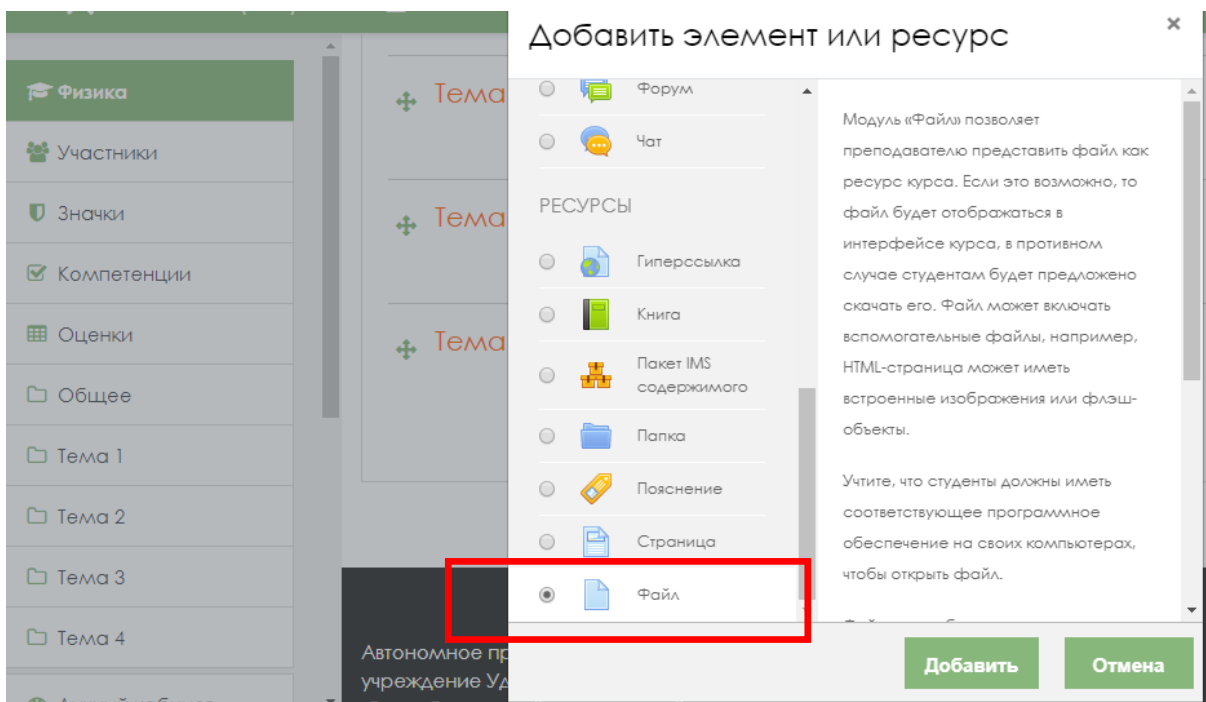 Физика
Участники
Значки
Компетенции
Оценки
Общее
Тема 1
Тема 2
Тема 3
Тема 4
Тема
Тема
Тема
Автономное пр
учреждение Уд
Добавить элемент или ресурс
×
Форум
Чат
РЕСУРСЫ
Гиперссылка
Книга
Пакет IMS
содержимого
Папка
Пояснение
Страница
Файл
Модуль «Файл» позволяет
преподавателю представить файл как
ресурс курса. Если это возможно, то
файл будет отображаться в
интерфейсе курса, в противном
случае студентам будет предложено
скачать его. Файл может включать
вспомогательные файлы, например,
HTML-страница может иметь
встроенные изображения или флэш-
объекты.
Учтите, что студенты должны иметь
соответствующее программное
обеспечение на своих компьютерах,
чтобы открыть файл.
Добавить
Отмена